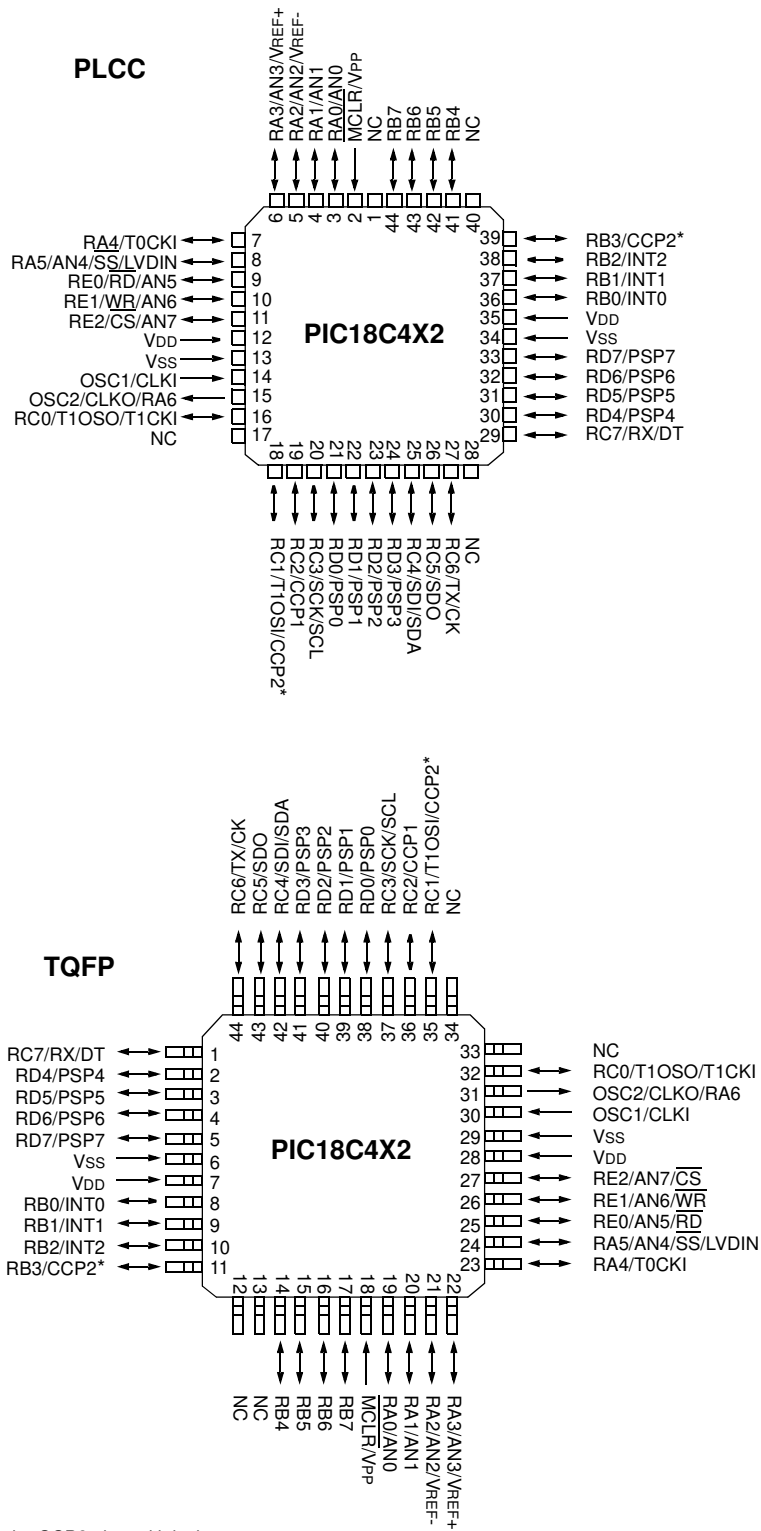 PLCC
RA3/AN3/VREF+
RA2/AN2/VREF-
RA1/AN1
RA0/AN0
MCLR/VPP
NC
RB7
RB6
RB5
RB4
NC
6
5
4
3
2
1
44
43
42
41
40
RA4/T0CKI 7
RA5/AN4/SS/LVDIN 8
RE0/RD/AN5 9
RE1/WR/AN6 10
RE2/CS/AN7 11
VDD 12
VSS 13
OSC1/CLKI 14
OSC2/CLKO/RA6 15
RC0/T1OSO/T1CKI 16
NC 17
PIC18C4X2
39 RB3/CCP2*
38 RB2/INT2
37 RB1/INT1
36 RB0/INT0
35 VDD
34 VSS
33 RD7/PSP7
32 RD6/PSP6
31 RD5/PSP5
30 RD4/PSP4
29 RC7/RX/DT
18
19
20
21
22
23
24
25
26
27
28
RC1/T1OSI/CCP2*
RC2/CCP1
RC3/SCK/SCL
RD0/PSP0
RD1/PSP1
RD2/PSP2
RD3/PSP3
RC4/SDI/SDA
RC5/SDO
RC6/TX/CK
NC
TQFP
RC6/TX/CK
RC5/SDO
RC4/SDI/SDA
RD3/PSP3
RD2/PSP2
RD1/PSP1
RD0/PSP0
RC3/SCK/SCL
RC2/CCP1
RC1/T1OSI/CCP2*
NC
44
43
42
41
40
39
38
37
36
35
34
RC7/RX/DT 1
RD4/PSP4 2
RD5/PSP5 3
RD6/PSP6 4
RD7/PSP7 5
VSS 6
VDD 7
RB0/INT0 8
RB1/INT1 9
RB2/INT2 10
RB3/CCP2* 11
PIC18C4X2
33 NC
32 RC0/T1OSO/T1CKI
31 OSC2/CLKO/RA6
30 OSC1/CLKI
29 VSS
28 VDD
27 RE2/AN7/CS
26 RE1/AN6/WR
25 RE0/AN5/RD
24 RA5/AN4/SS/LVDIN
23 RA4/T0CKI
12
13
14
15
16
17
18
19
20
21
22
NC
NC
RB4
RB5
RB6
RB7
MCLR/VPP
RA0/AN0
RA1/AN1
RA2/AN2/VREF-
RA3/AN3/VREF+